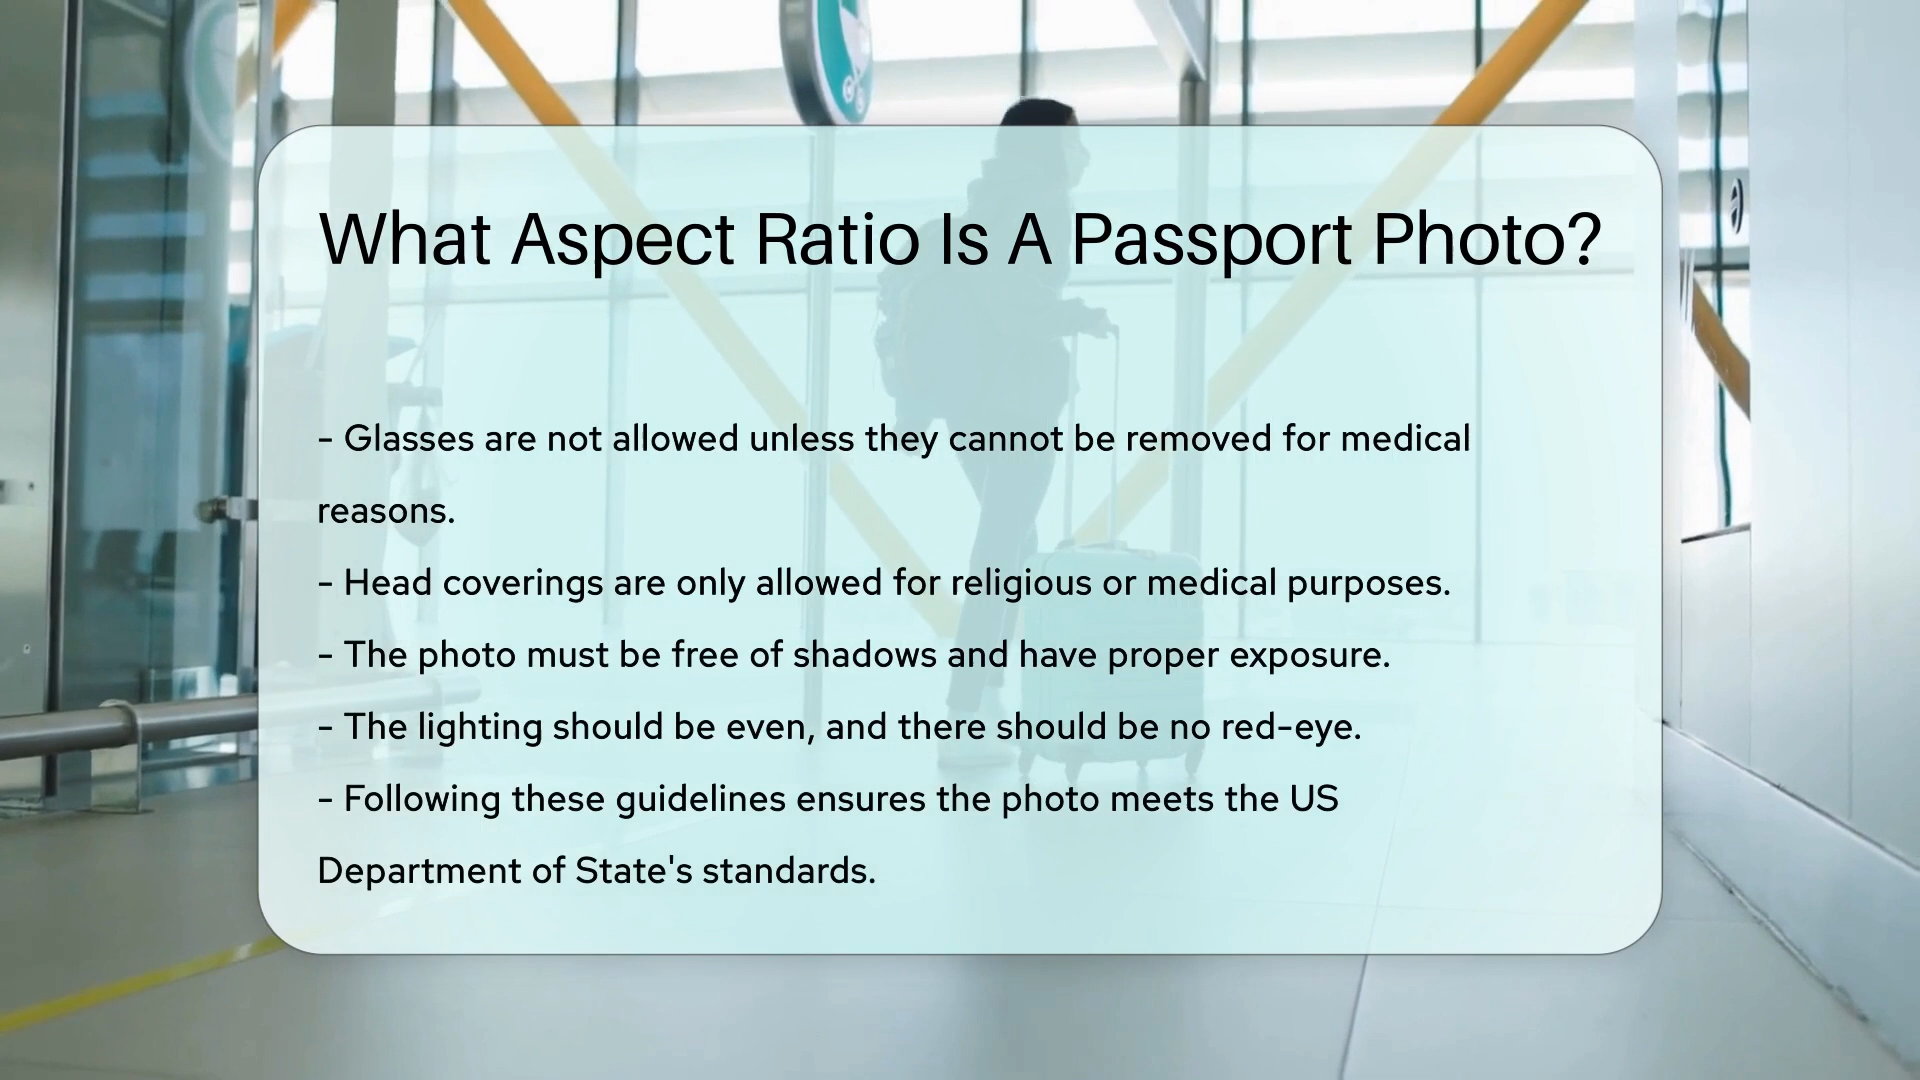 What Aspect Ratio Is A Passport Photo?
- Glasses are not allowed unless they cannot be removed for medical
reasons.
- Head coverings are only allowed for religious or medical purposes.
- The photo must be free of shadows and have proper exposure.
- The lighting should be even, and there should be no red-eye.
- Following these guidelines ensures the photo meets the US
Department of State's standards.